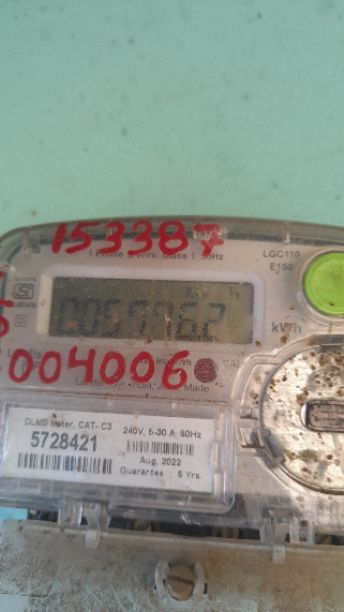 153387
1 Phase 2 Wire Class 1 50Hz
LGC110
E150
kWh
004006
Made
DLMS Meter, CAT- C3
5728421
240V, 5-30 A, 50Hz
Aug, 2022
Guarantee : 5 Yrs.